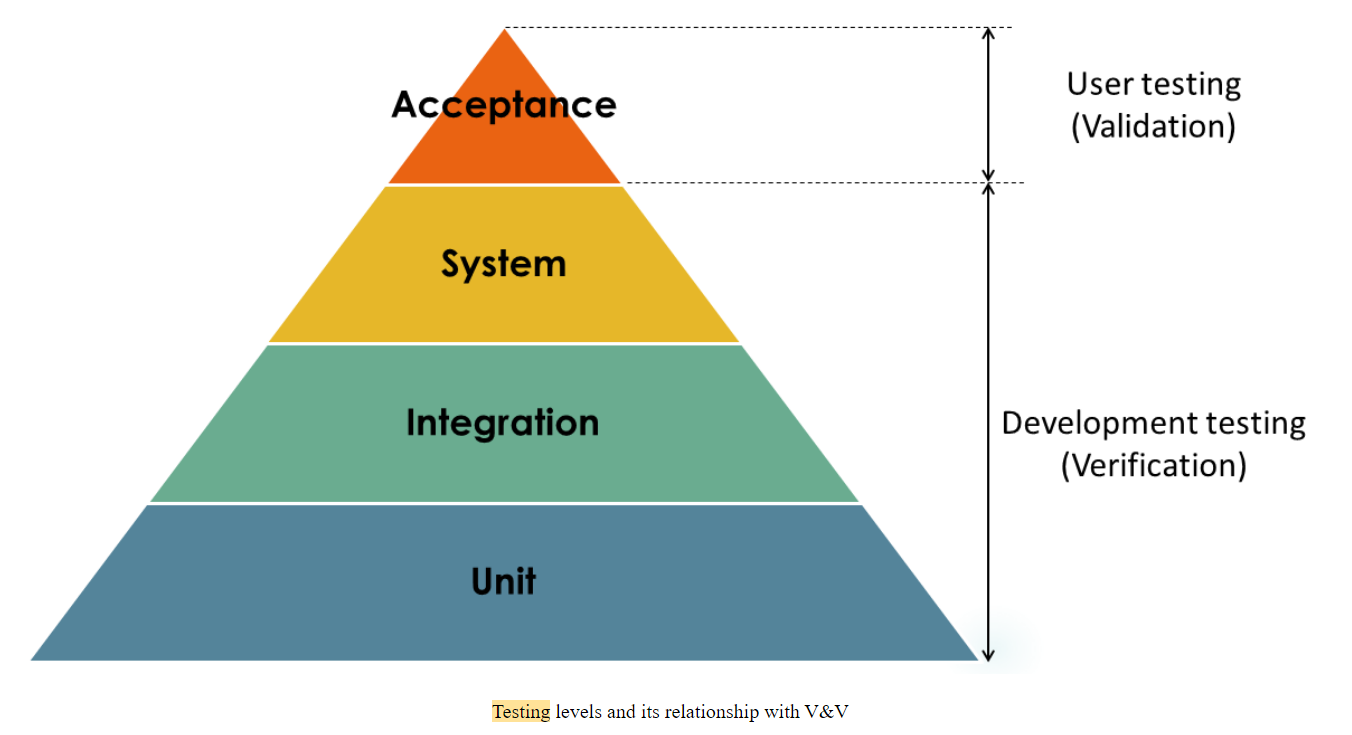 Acceptance
User testing
(Validation)
System
Integration
Development testing
(Verification)
Unit
Testing levels and its relationship with V&V